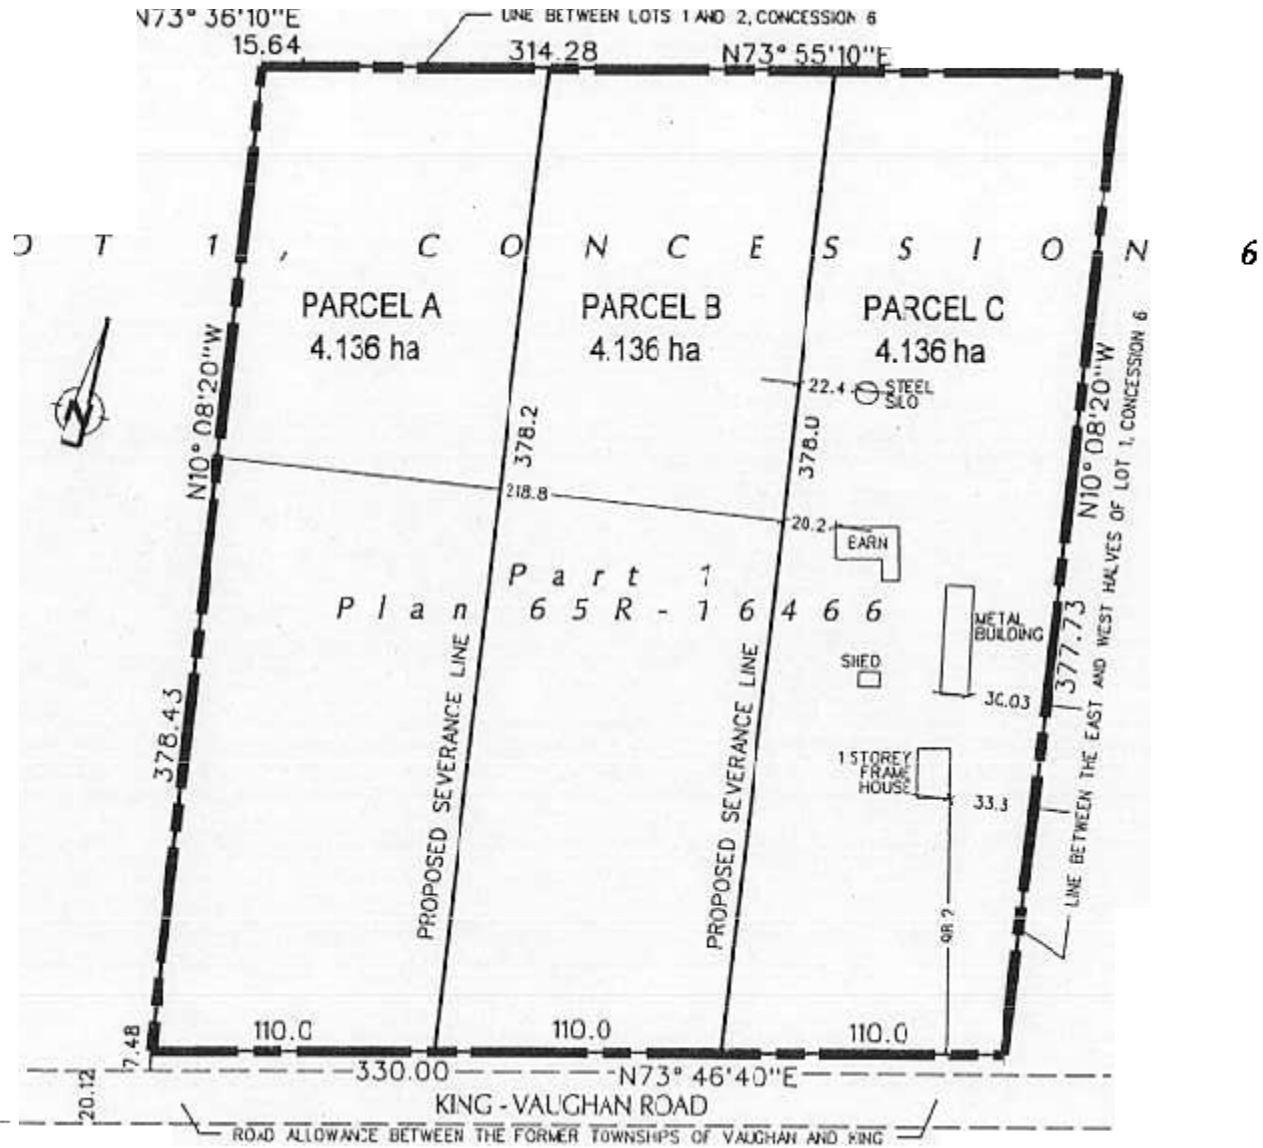 N73° 36'10"E
LINE BETWEEN LOTS 1 AND 2, CONCESSION 6
15.64
314.28
N73° 55'10"E
OT 1, CONCESSION 6
PARCEL A
4.136 ha
PARCEL B
4.136 ha
PARCEL C
4.136 ha
N
N10° 08'20"W
378.2
378.0
22.4
STEEL
SILO
N10° 08'20"W
218.8
20.2
BARN
Part 1
Plan 65R-16466
METAL
BUILDING
SHED
377.73
LINE BETWEEN THE EAST AND WEST HALVES OF LOT 1, CONCESSION 6
378.43
PROPOSED SEVERANCE LINE
PROPOSED SEVERANCE LINE
1 STOREY
FRAME
HOUSE
33.3
7.48
110.0
110.0
110.0
330.00
N73° 46'40"E
20.12
KING - VAUGHAN ROAD
ROAD ALLOWANCE BETWEEN THE FORMER TOWNSHIPS OF VAUGHAN AND KING